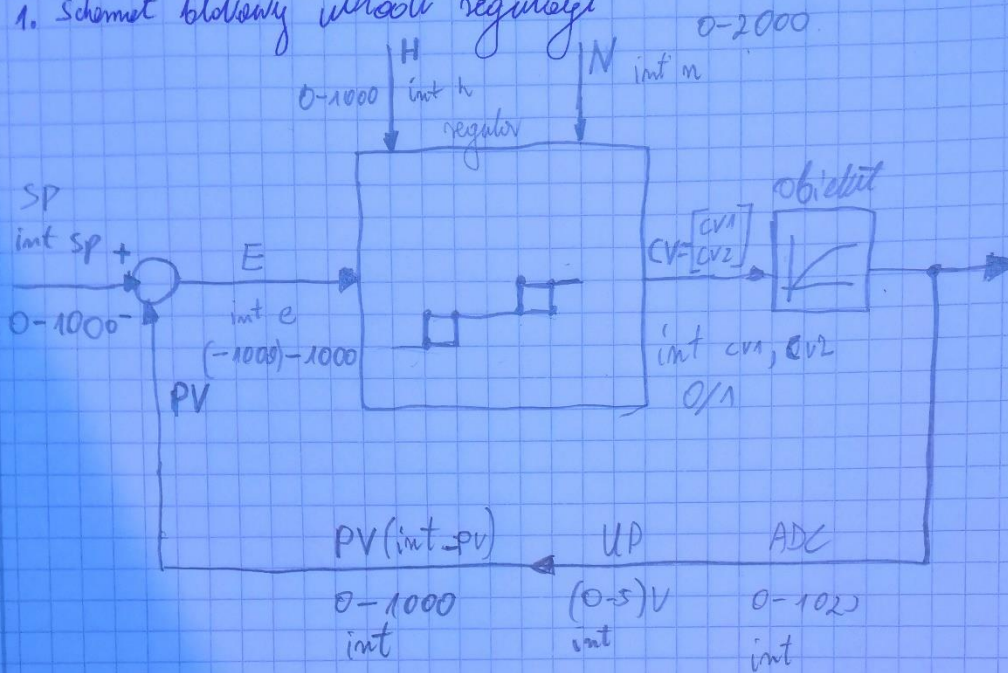 1. Schemat blokowy układu regulacji
0-2000
H
N
int n
0-1000
int h
regulator
SP
int sp
+
0-1000
-
E
int e
(-1000)-1000
PV
CV=[CV1
CV2]
obiekt
int cv1, cv2
0/1
PV(int pv)
UP
ADC
0-1000
(0-5)V
0-1023
int
int
int